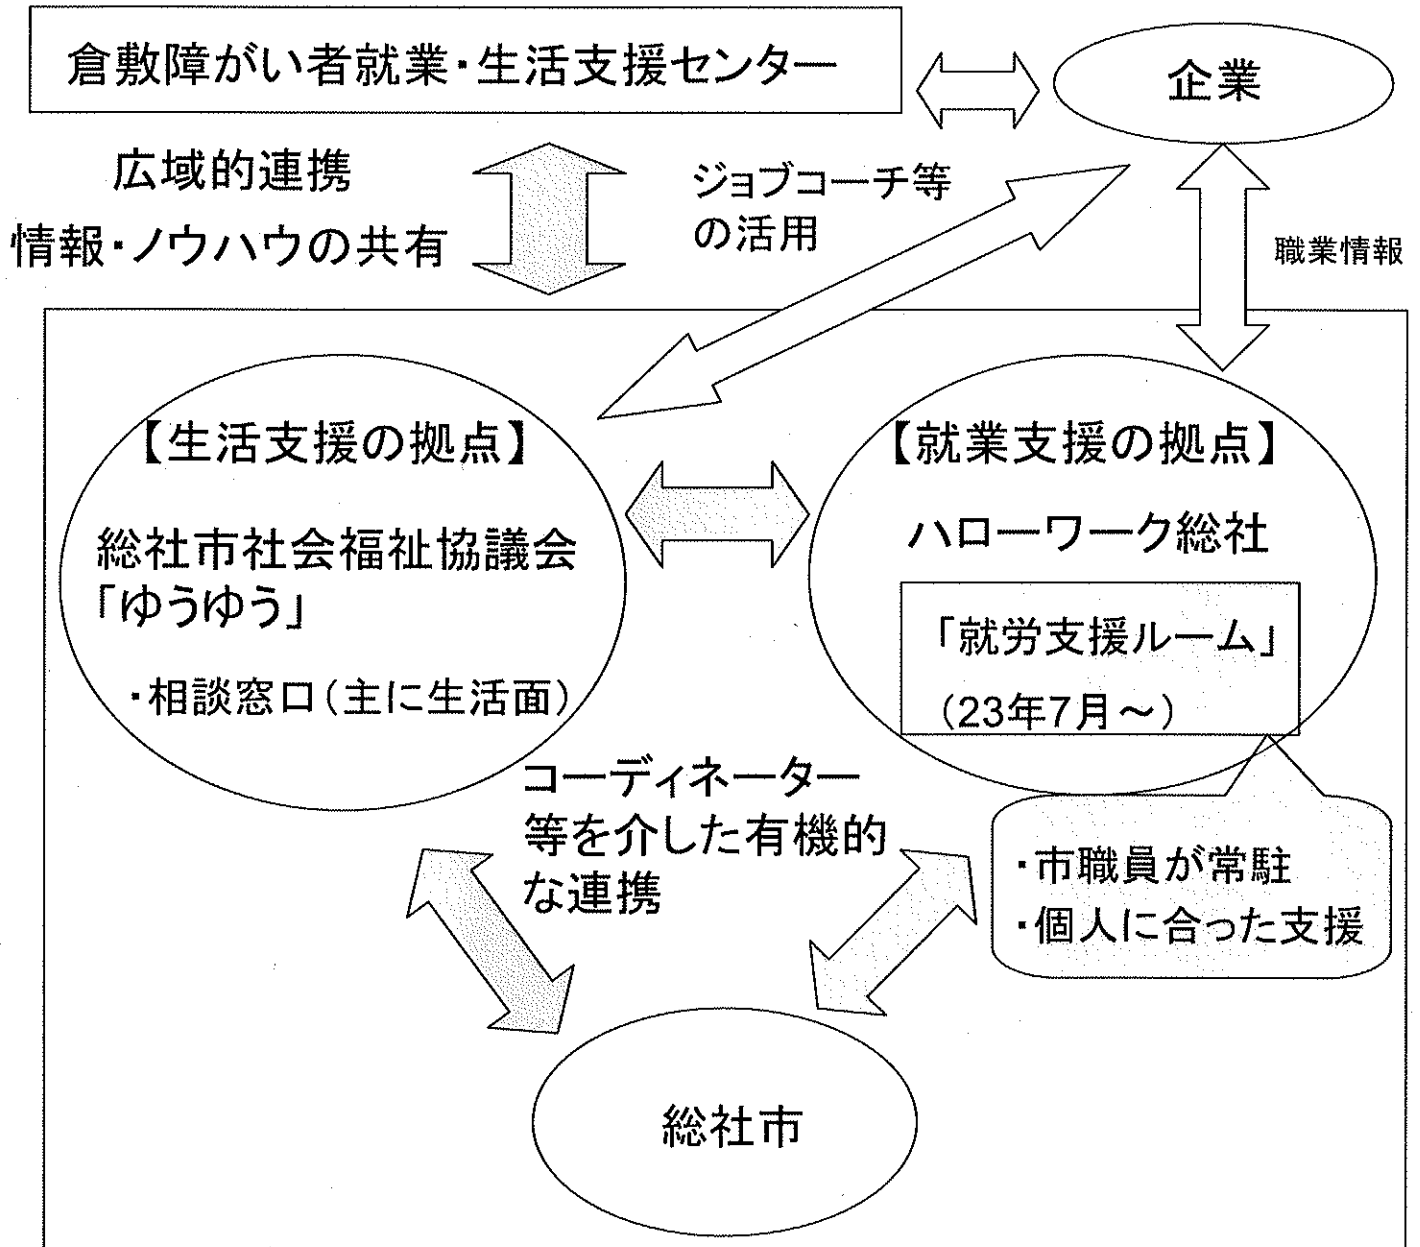 倉敷障がい者就業・生活支援センター
企業
広域的連携
情報・ノウハウの共有
ジョブコーチ等
の活用
職業情報
【生活支援の拠点】
総社市社会福祉協議会
「ゆうゆう」
・相談窓口(主に生活面)
【就業支援の拠点】
ハローワーク総社
「就労支援ルーム」
(23年7月~)
コーディネーター
等を介した有機的
な連携
・市職員が常駐
・個人に合った支援
総社市